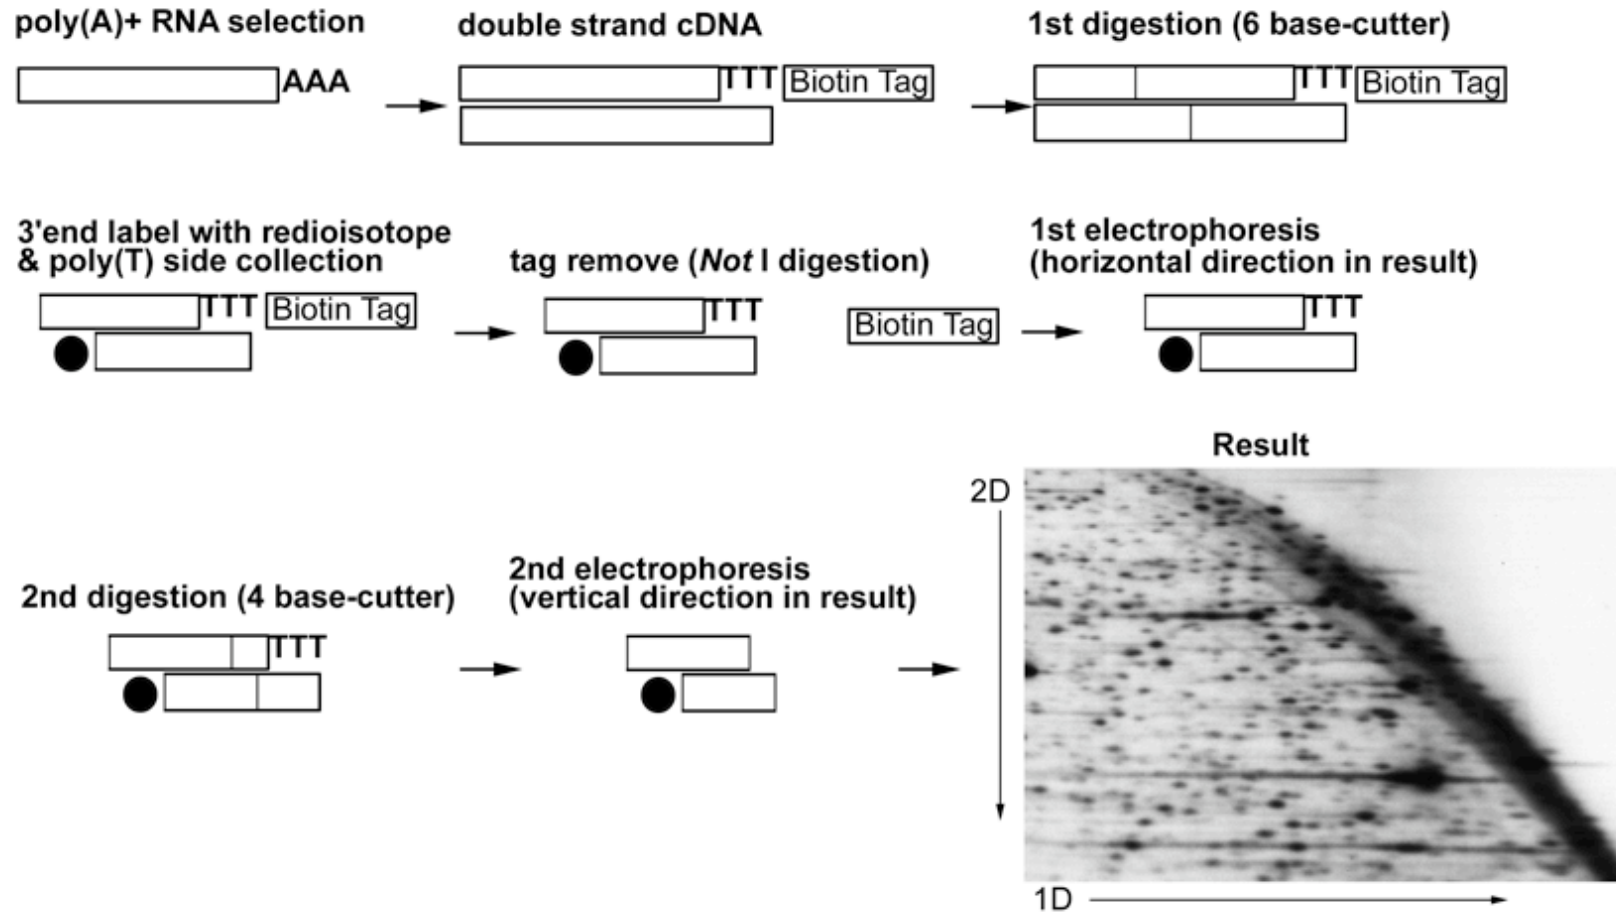 poly(A)+ RNA selection
double strand cDNA
1st digestion (6 base-cutter)
AAA
TTT Biotin Tag
TTT Biotin Tag
3'end label with redioisotope
& poly(T) side collection
tag remove (Not I digestion)
1st electrophoresis
(horizontal direction in result)
TTT Biotin Tag
TTT
Biotin Tag
TTT
Result
2D
2nd digestion (4 base-cutter)
2nd electrophoresis
(vertical direction in result)
TTT
1D